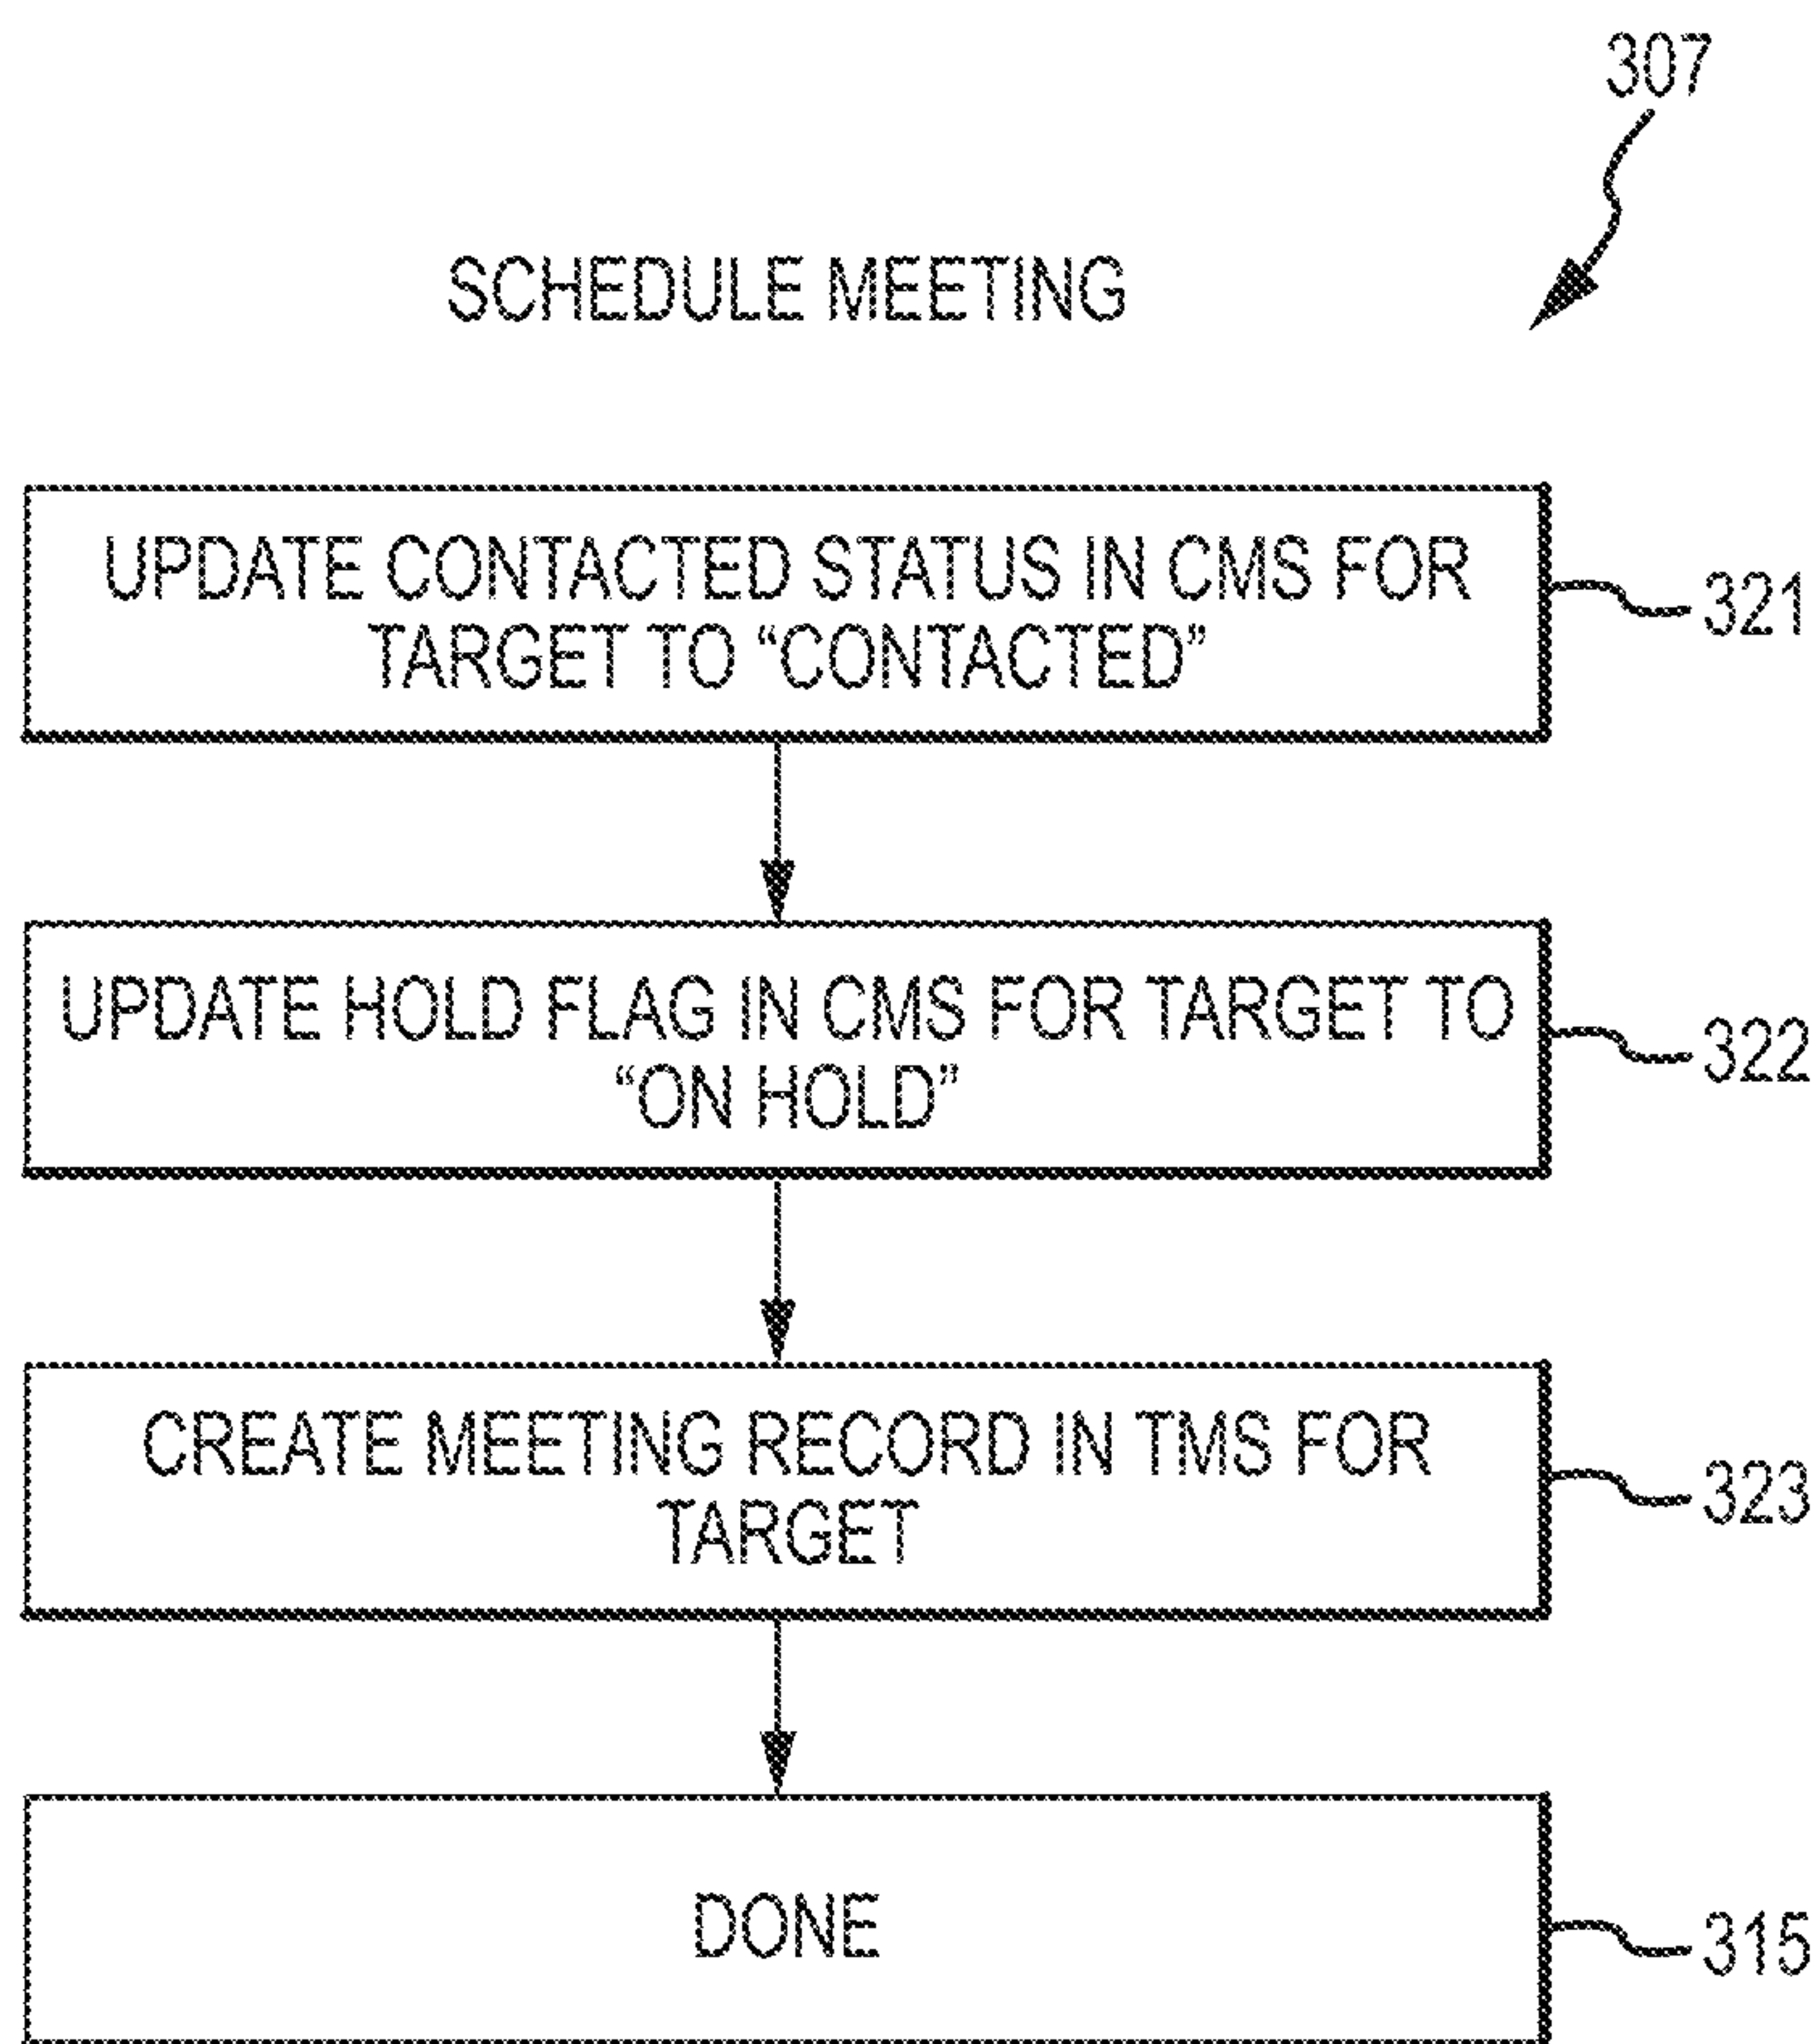 307
SCHEDULE MEETING
UPDATE CONTACTED STATUS IN CMS FOR
TARGET TO “CONTACTED”
321
UPDATE HOLD FLAG IN CMS FOR TARGET TO
“ON HOLD”
322
CREATE MEETING RECORD IN TMS FOR
TARGET
323
DONE
315